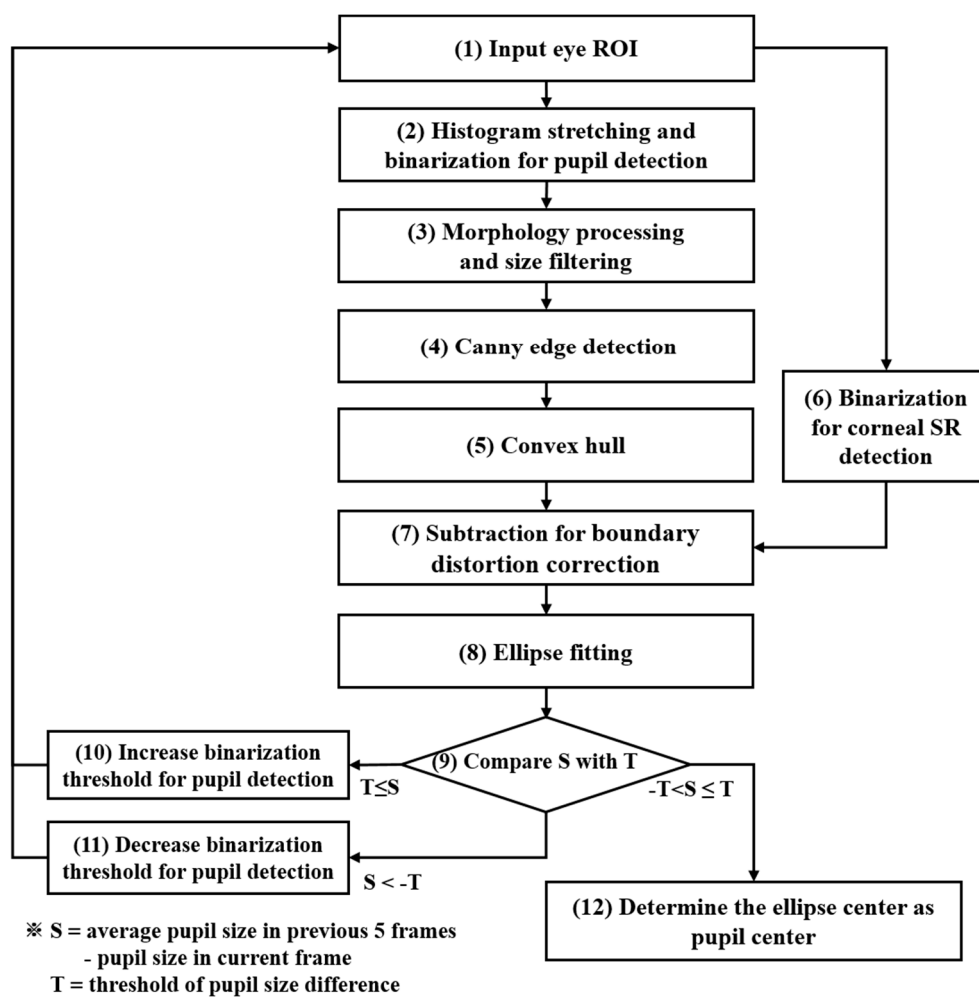 (1) Input eye ROI
(2) Histogram stretching and
binarization for pupil detection
(3) Morphology processing
and size filtering
(4) Canny edge detection
(5) Convex hull
(6) Binarization
for corneal SR
detection
(7) Subtraction for boundary
distortion correction
(8) Ellipse fitting
(9) Compare S with T
(10) Increase binarization
threshold for pupil detection
T≤S
-T<S ≤ T
(11) Decrease binarization
threshold for pupil detection
S < -T
(12) Determine the ellipse center as
pupil center
※ S = average pupil size in previous 5 frames
- pupil size in current frame
T = threshold of pupil size difference